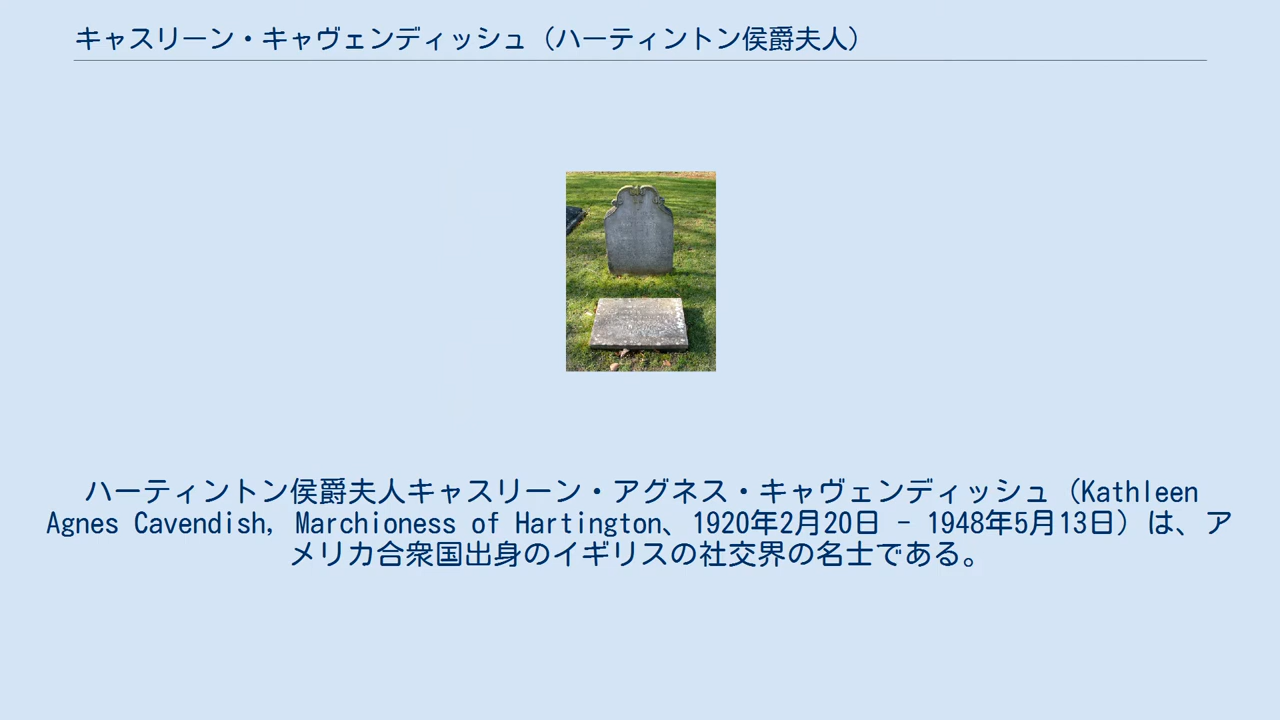 キャスリーン・キャヴェンディッシュ（ハーティントン侯爵夫人）
ハーティントン侯爵夫人キャスリーン・アグネス・キャヴェンディッシュ（Kathleen
Agnes Cavendish, Marchioness of Hartington、1920年2月20日 - 1948年5月13日）は、ア
メリカ合衆国出身のイギリスの社交界の名士である。